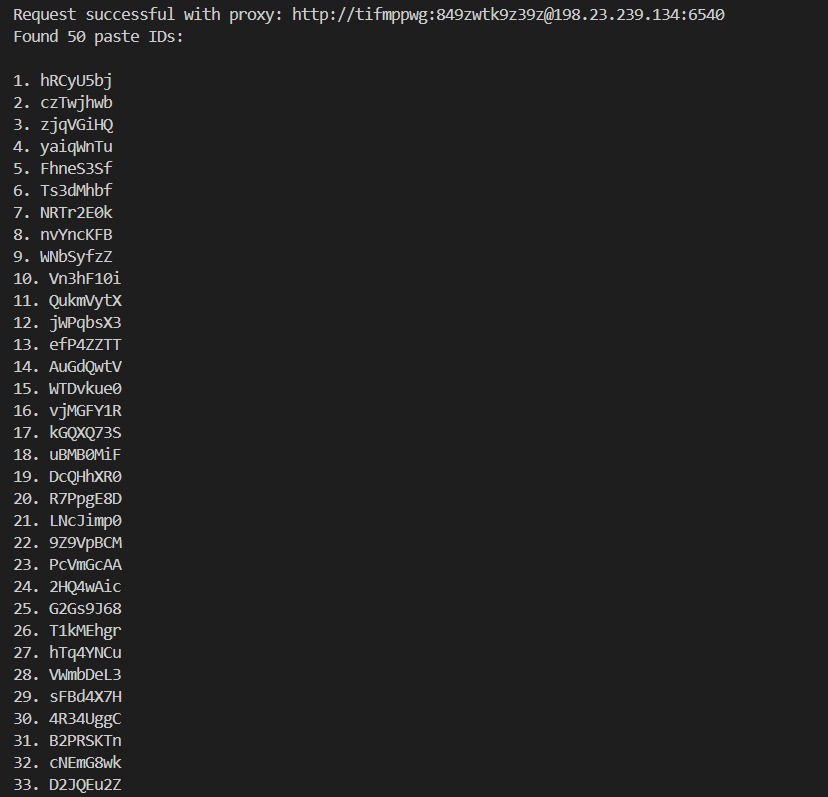 Request successful with proxy: http://tifmppwg:849zwtk9z39z@198.23.239.134:6540
Found 50 paste IDs:
1. hRCyU5bj
2. czTwjhwb
3. zjqVGiHQ
4. yaiqWnTu
5. FhneS3Sf
6. Ts3dMhbf
7. NRTr2E0k
8. nvYncKFB
9. WNbSyfzZ
10. Vn3hF10i
11. QukmVytX
12. jWPqbsX3
13. efP4ZZTT
14. AuGdQwtV
15. WTDvkue0
16. vjMGFY1R
17. kGQXQ73S
18. uBMB0MiF
19. DcQHhXR0
20. R7PpgE8D
21. LNcJimp0
22. 9Z9VpBCM
23. PcVmGcAA
24. 2HQ4wAic
25. G2Gs9J68
26. T1kMEhgr
27. hTq4YNCu
28. VWmbDeL3
29. sFBd4X7H
30. 4R34UggC
31. B2PRSKTn
32. cNEmG8wk
33. D2JQEu2Z